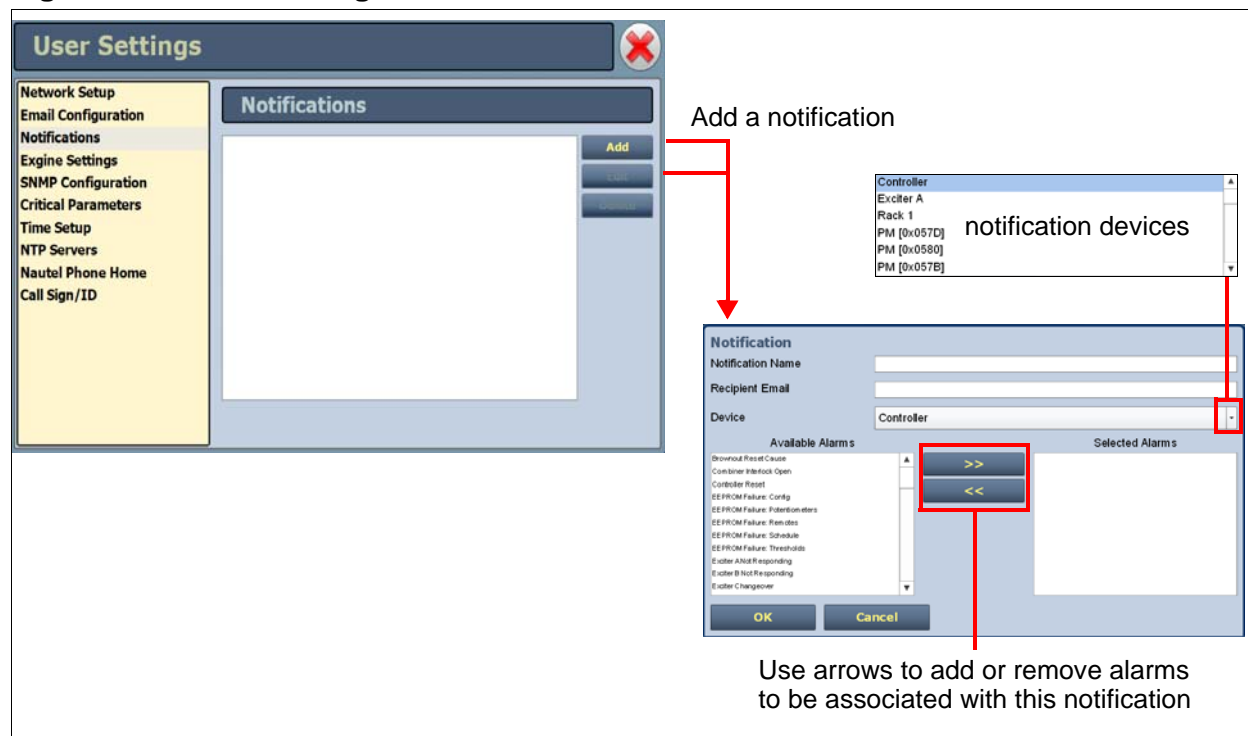 User Settings
Network Setup
Email Configuration
Notifications
Exgine Settings
SNMP Configuration
Critical Parameters
Time Setup
NTP Servers
Nautel Phone Home
Call Sign/ID
Notifications
Add
Edit
Delete
Add a notification
Controller
Exciter A
Rack 1
PM [0x057D]
PM [0x0580]
PM [0x057B]
notification devices
Notification
Notification Name
Recipient Email
Device
Controller
Available Alarms
Selected Alarms
Brownout Reset Cause
Combiner Interlock Open
Controller Reset
EEPROM Failure: Config
EEPROM Failure: Potentiometers
EEPROM Failure: Remotes
EEPROM Failure: Schedule
EEPROM Failure: Thresholds
Exciter A Not Responding
Exciter B Not Responding
Exciter Changeover
>>
<<
OK
Cancel
Use arrows to add or remove alarms
to be associated with this notification